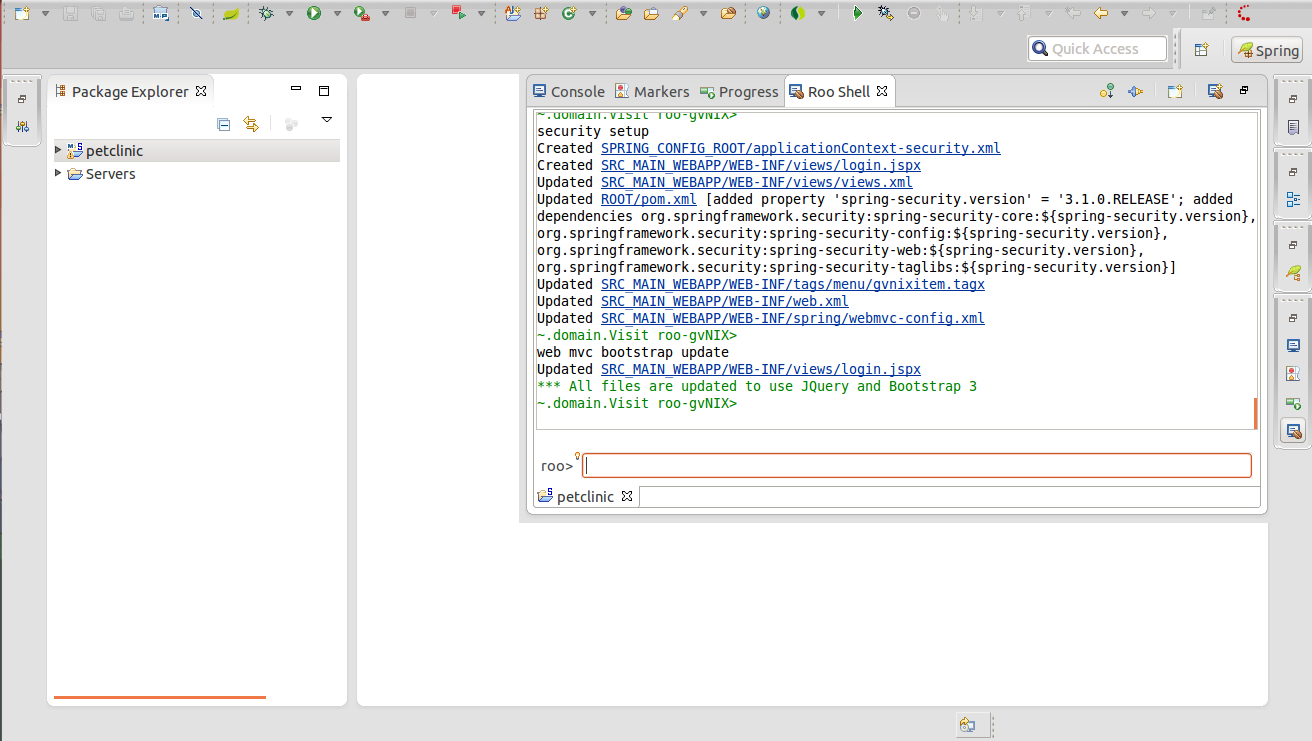 Quick Access
Spring
Package Explorer
Console
Markers
Progress
Roo Shell
petclinic
Servers
~.domain.Visit roo-gvNIX>
security setup
Created SPRING_CONFIG_ROOT/applicationContext-security.xml
Created SRC_MAIN_WEBAPP/WEB-INF/views/login.jspx
Updated SRC_MAIN_WEBAPP/WEB-INF/views/views.xml
Updated ROOT/pom.xml [added property 'spring-security.version' = '3.1.0.RELEASE'; added
dependencies org.springframework.security:spring-security-core:${spring-security.version},
org.springframework.security:spring-security-config:${spring-security.version},
org.springframework.security:spring-security-web:${spring-security.version},
org.springframework.security:spring-security-taglibs:${spring-security.version}]
Updated SRC_MAIN_WEBAPP/WEB-INF/tags/menu/gvnixitem.tagx
Updated SRC_MAIN_WEBAPP/WEB-INF/web.xml
Updated SRC_MAIN_WEBAPP/WEB-INF/spring/webmvc-config.xml
~.domain.Visit roo-gvNIX>
web mvc bootstrap update
Updated SRC_MAIN_WEBAPP/WEB-INF/views/login.jspx
*** All files are updated to use JQuery and Bootstrap 3
~.domain.Visit roo-gvNIX>
roo>
petclinic